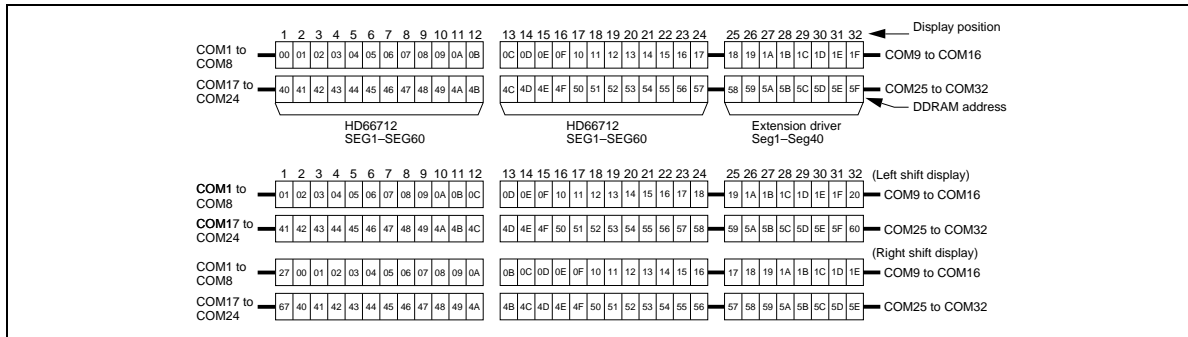 1 2 3 4 5 6 7 8 9 10 11 12 13 14 15 16 17 18 19 20 21 22 23 24 25 26 27 28 29 30 31 32 Display position
COM1 to COM8 00 01 02 03 04 05 06 07 08 09 0A 0B 0C 0D 0E 0F 10 11 12 13 14 15 16 17 18 19 1A 1B 1C 1D 1E 1F COM9 to COM16
COM17 to COM24 40 41 42 43 44 45 46 47 48 49 4A 4B 4C 4D 4E 4F 50 51 52 53 54 55 56 57 58 59 5A 5B 5C 5D 5E 5F COM25 to COM32
DDRAM address
HD66712 HD66712 Extension driver
SEG1–SEG60 SEG1–SEG60 Seg1–Seg40
1 2 3 4 5 6 7 8 9 10 11 12 13 14 15 16 17 18 19 20 21 22 23 24 25 26 27 28 29 30 31 32 (Left shift display)
COM1 to COM8 01 02 03 04 05 06 07 08 09 0A 0B 0C 0D 0E 0F 10 11 12 13 14 15 16 17 18 19 1A 1B 1C 1D 1E 1F 20 COM9 to COM16
COM17 to COM24 41 42 43 44 45 46 47 48 49 4A 4B 4C 4D 4E 4F 50 51 52 53 54 55 56 57 58 59 5A 5B 5C 5D 5E 5F 60 COM25 to COM32
(Right shift display)
COM1 to COM8 27 00 01 02 03 04 05 06 07 08 09 0A 0B 0C 0D 0E 0F 10 11 12 13 14 15 16 17 18 19 1A 1B 1C 1D 1E COM9 to COM16
COM17 to COM24 67 40 41 42 43 44 45 46 47 48 49 4A 4B 4C 4D 4E 4F 50 51 52 53 54 55 56 57 58 59 5A 5B 5C 5D 5E COM25 to COM32